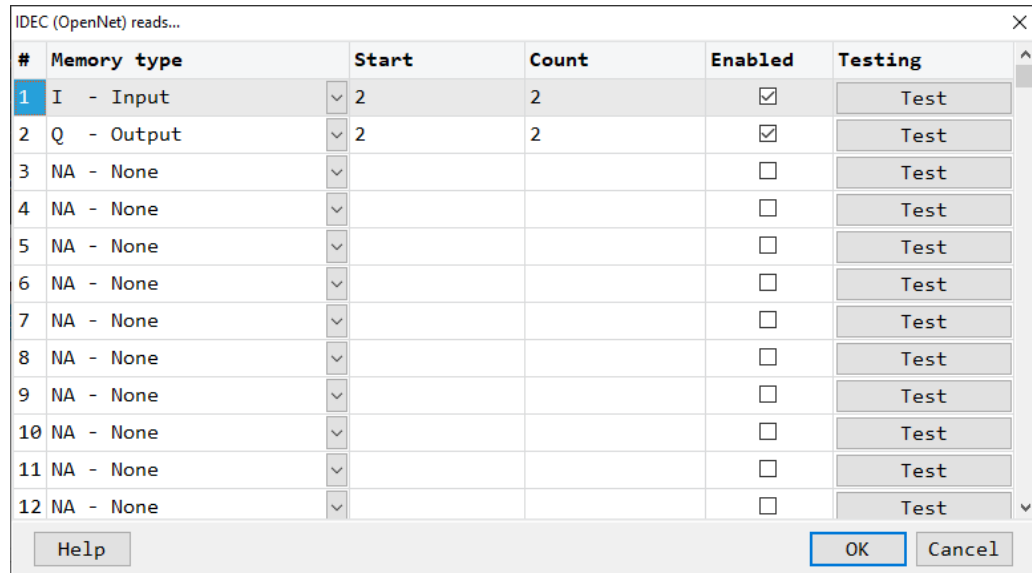 IDEC (OpenNet) reads...
# Memory type Start Count Enabled Testing
1 I - Input 2 2 Test
2 Q - Output 2 2 Test
3 NA - None Test
4 NA - None Test
5 NA - None Test
6 NA - None Test
7 NA - None Test
8 NA - None Test
9 NA - None Test
10 NA - None Test
11 NA - None Test
12 NA - None Test
Help OK Cancel